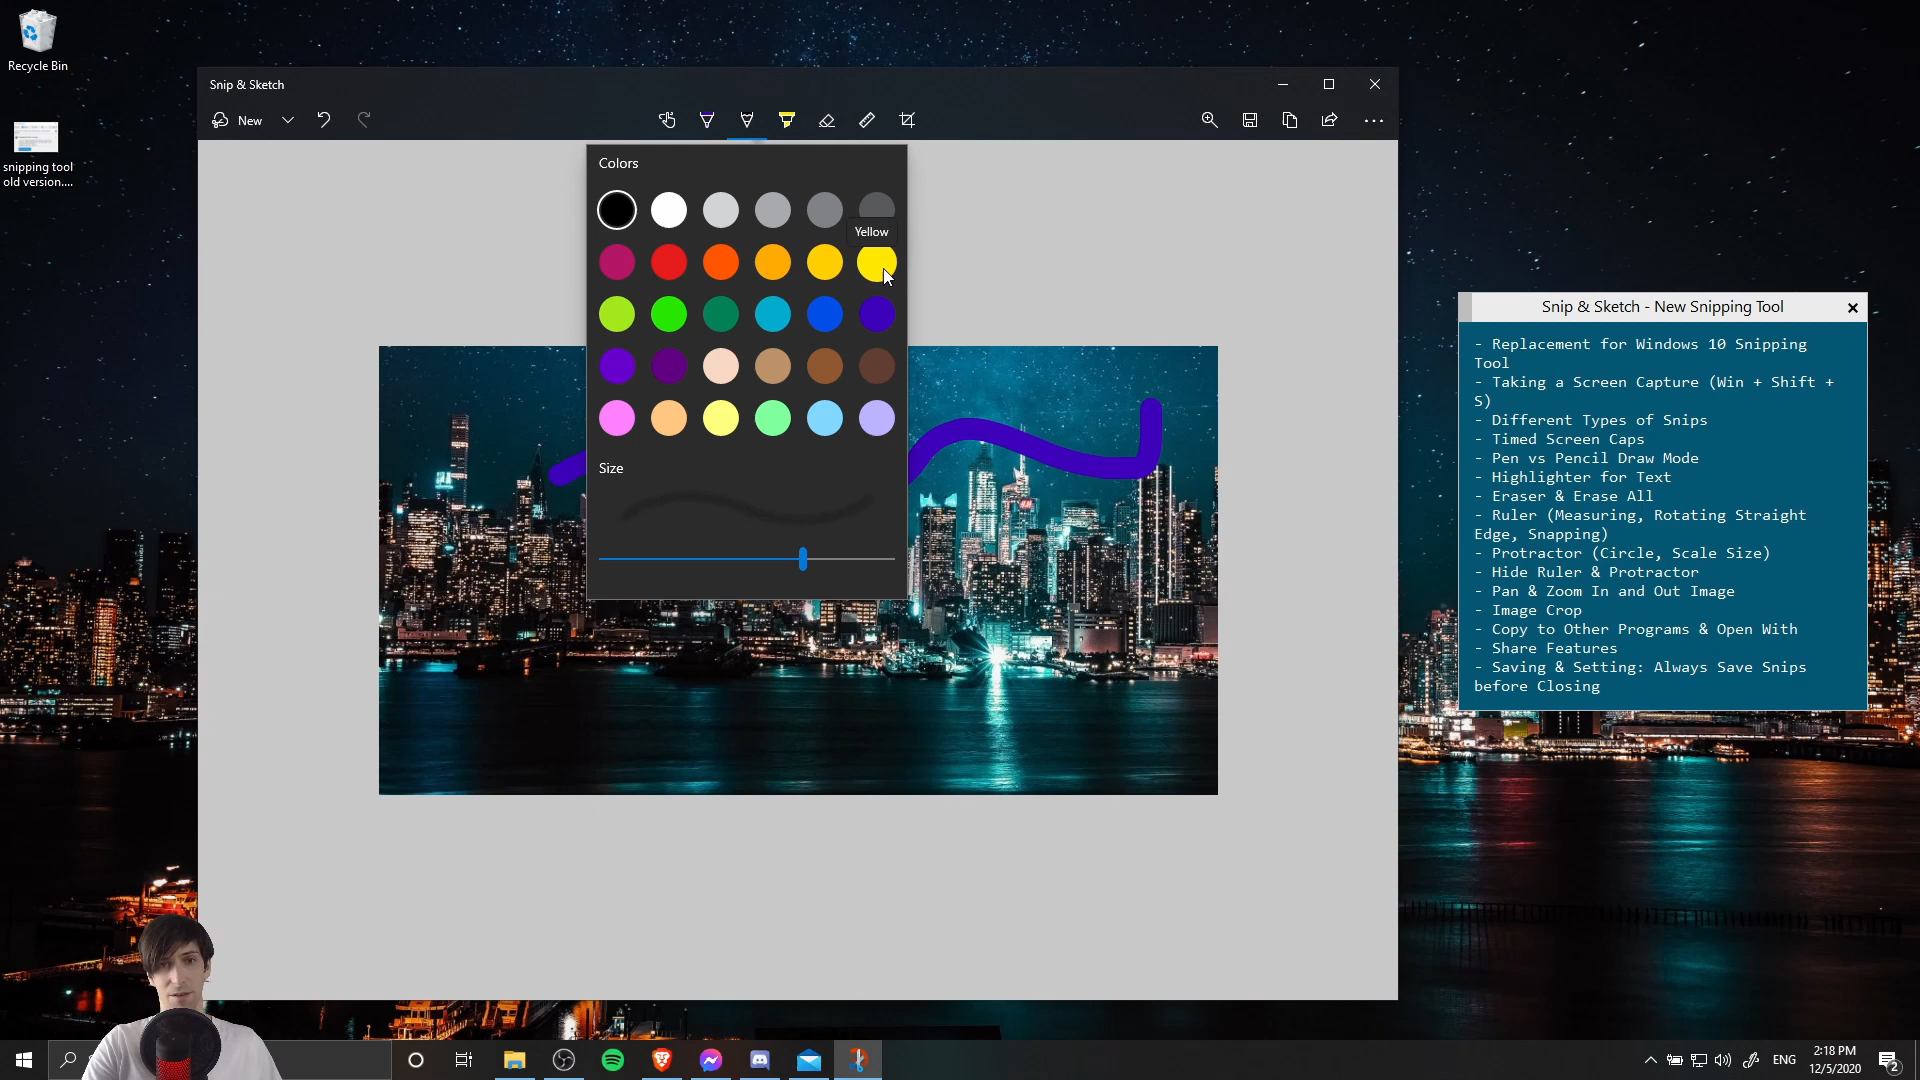 Recycle Bin
snipping tool
old version....
Snip & Sketch
New
Colors
Yellow
Size
Snip & Sketch - New Snipping Tool
- Replacement for Windows 10 Snipping
Tool
- Taking a Screen Capture (Win + Shift +
S)
- Different Types of Snips
- Timed Screen Caps
- Pen vs Pencil Draw Mode
- Highlighter for Text
- Eraser & Erase All
- Ruler (Measuring, Rotating Straight
Edge, Snapping)
- Protractor (Circle, Scale Size)
- Hide Ruler & Protractor
- Pan & Zoom In and Out Image
- Image Crop
- Copy to Other Programs & Open With
- Share Features
- Saving & Setting: Always Save Snips
before Closing
ENG
2:18 PM
12/5/2020
2